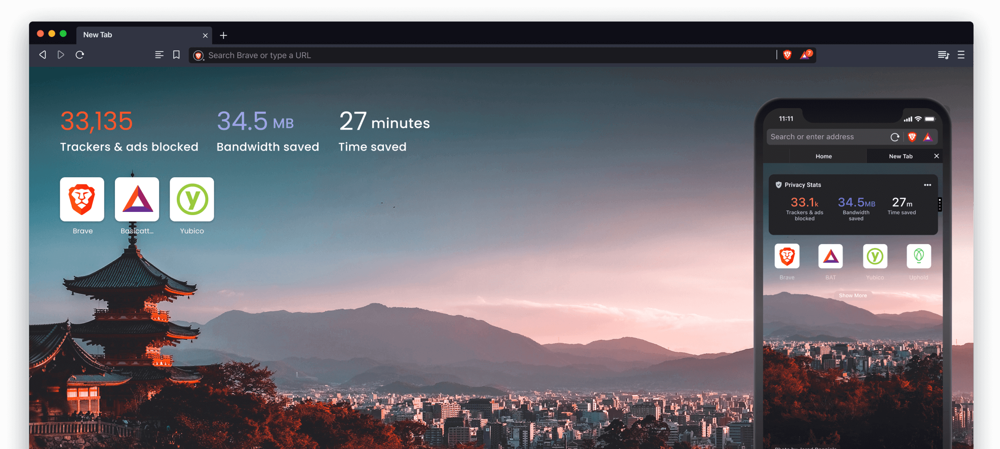 New Tab
Search Brave or type a URL
7
33,135
Trackers & ads blocked
34.5 MB
Bandwidth saved
27 minutes
Time saved
Brave
Basicatt...
y
Yubico
11:11
Search or enter address
Home
New Tab
Privacy Stats
33.1k
Trackers & ads
blocked
34.5MB
Bandwidth
saved
27m
Time saved
y
Brave
BAT
Yubico
Uphold
Show More